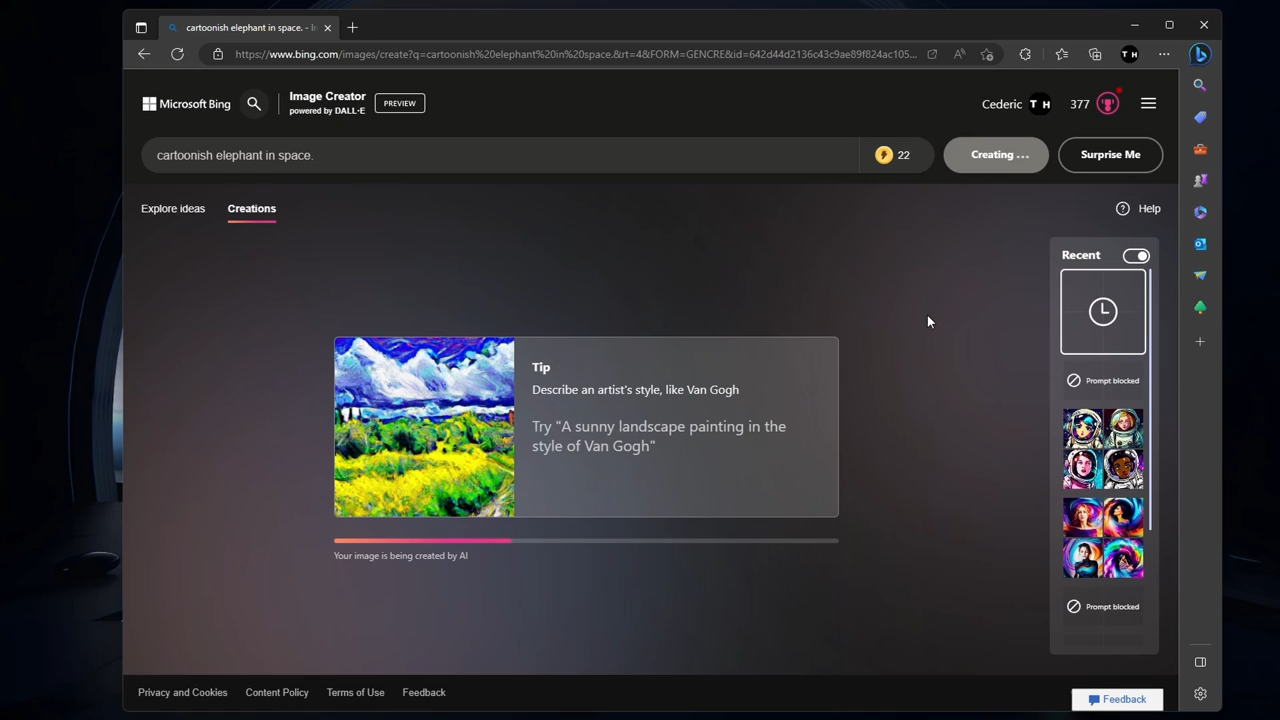 cartoonish elephant in space. - In
https://www.bing.com/images/create?q=cartoonish%20elephant%20in%20space.&rt=4&FORM=GENCRE&id=642d44d2136c43c9ae89f824ac105...
T H
Microsoft Bing
Image Creator
powered by DALL·E
PREVIEW
Cederic
T H
377
cartoonish elephant in space.
22
Creating ...
Surprise Me
Explore ideas
Creations
Help
Recent
Tip
Describe an artist's style, like Van Gogh
Try "A sunny landscape painting in the
style of Van Gogh"
Your image is being created by AI
Prompt blocked
Prompt blocked
Privacy and Cookies
Content Policy
Terms of Use
Feedback
Feedback